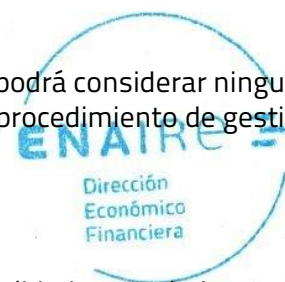 podrá considerar ningu
procedimiento de gesti
ENAIRe
Dirección
Económico
Financiera